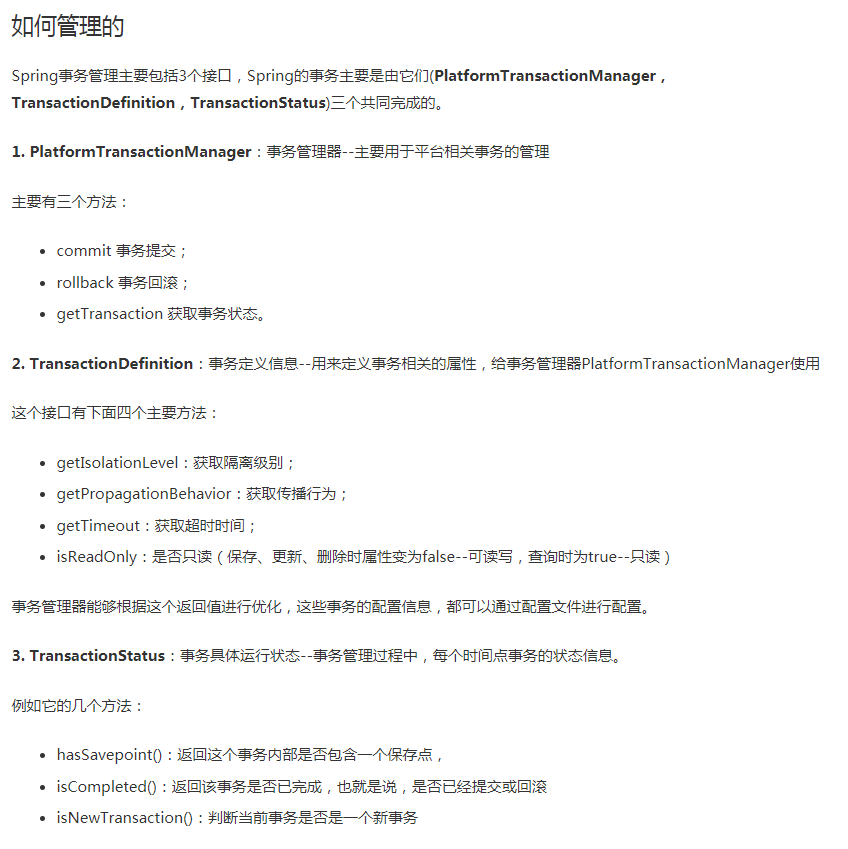 如何管理的
Spring事务管理主要包括3个接口，Spring的事务主要是由它们(PlatformTransactionManager，
TransactionDefinition，TransactionStatus)三个共同完成的。
1. PlatformTransactionManager：事务管理器--主要用于平台相关事务的管理
主要有三个方法：
• commit 事务提交；
• rollback 事务回滚；
• getTransaction 获取事务状态。
2. TransactionDefinition：事务定义信息--用来定义事务相关的属性，给事务管理器PlatformTransactionManager使用
这个接口有下面四个主要方法：
• getIsolationLevel：获取隔离级别；
• getPropagationBehavior：获取传播行为；
• getTimeout：获取超时时间；
• isReadOnly：是否只读（保存、更新、删除时属性变为false--可读写，查询时为true--只读）
事务管理器能够根据这个返回值进行优化，这些事务的配置信息，都可以通过配置文件进行配置。
3. TransactionStatus：事务具体运行状态--事务管理过程中，每个时间点事务的状态信息。
例如它的几个方法：
• hasSavepoint()：返回这个事务内部是否包含一个保存点，
• isCompleted()：返回该事务是否已完成，也就是说，是否已经提交或回滚
• isNewTransaction()：判断当前事务是否是一个新事务